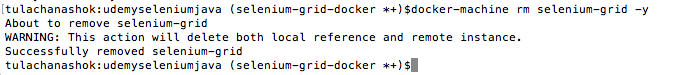 [tulachanashok:udemyseleniumjava (selenium-grid-docker *+)$docker-machine rm selenium-grid -y
About to remove selenium-grid
WARNING: This action will delete both local reference and remote instance.
Successfully removed selenium-grid
tulachanashok:udemyseleniumjava (selenium-grid-docker *+)$